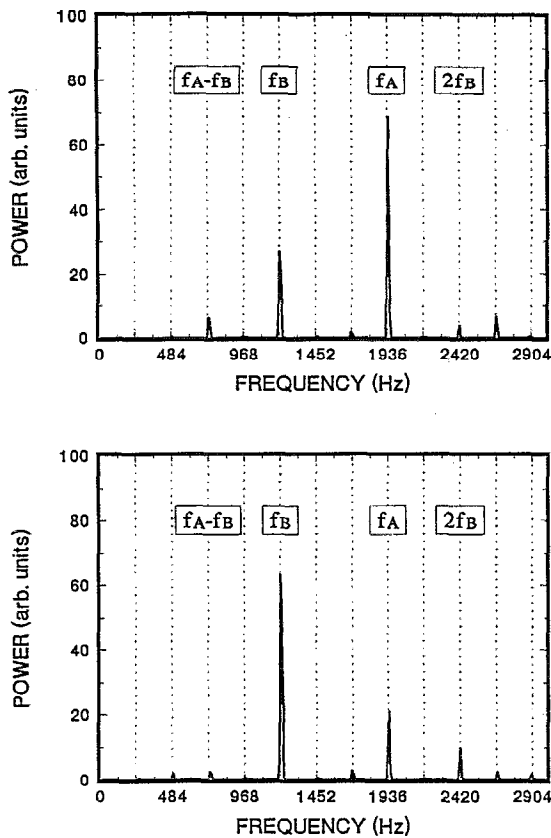 100
80
60
40
20
0
POWER (arb. units)
fA-fB fB fA 2fB
0 484 968 1452 1936 2420 2904
FREQUENCY (Hz)
100
80
60
40
20
0
POWER (arb. units)
fA-fB fB fA 2fB
0 484 968 1452 1936 2420 2904
FREQUENCY (Hz)